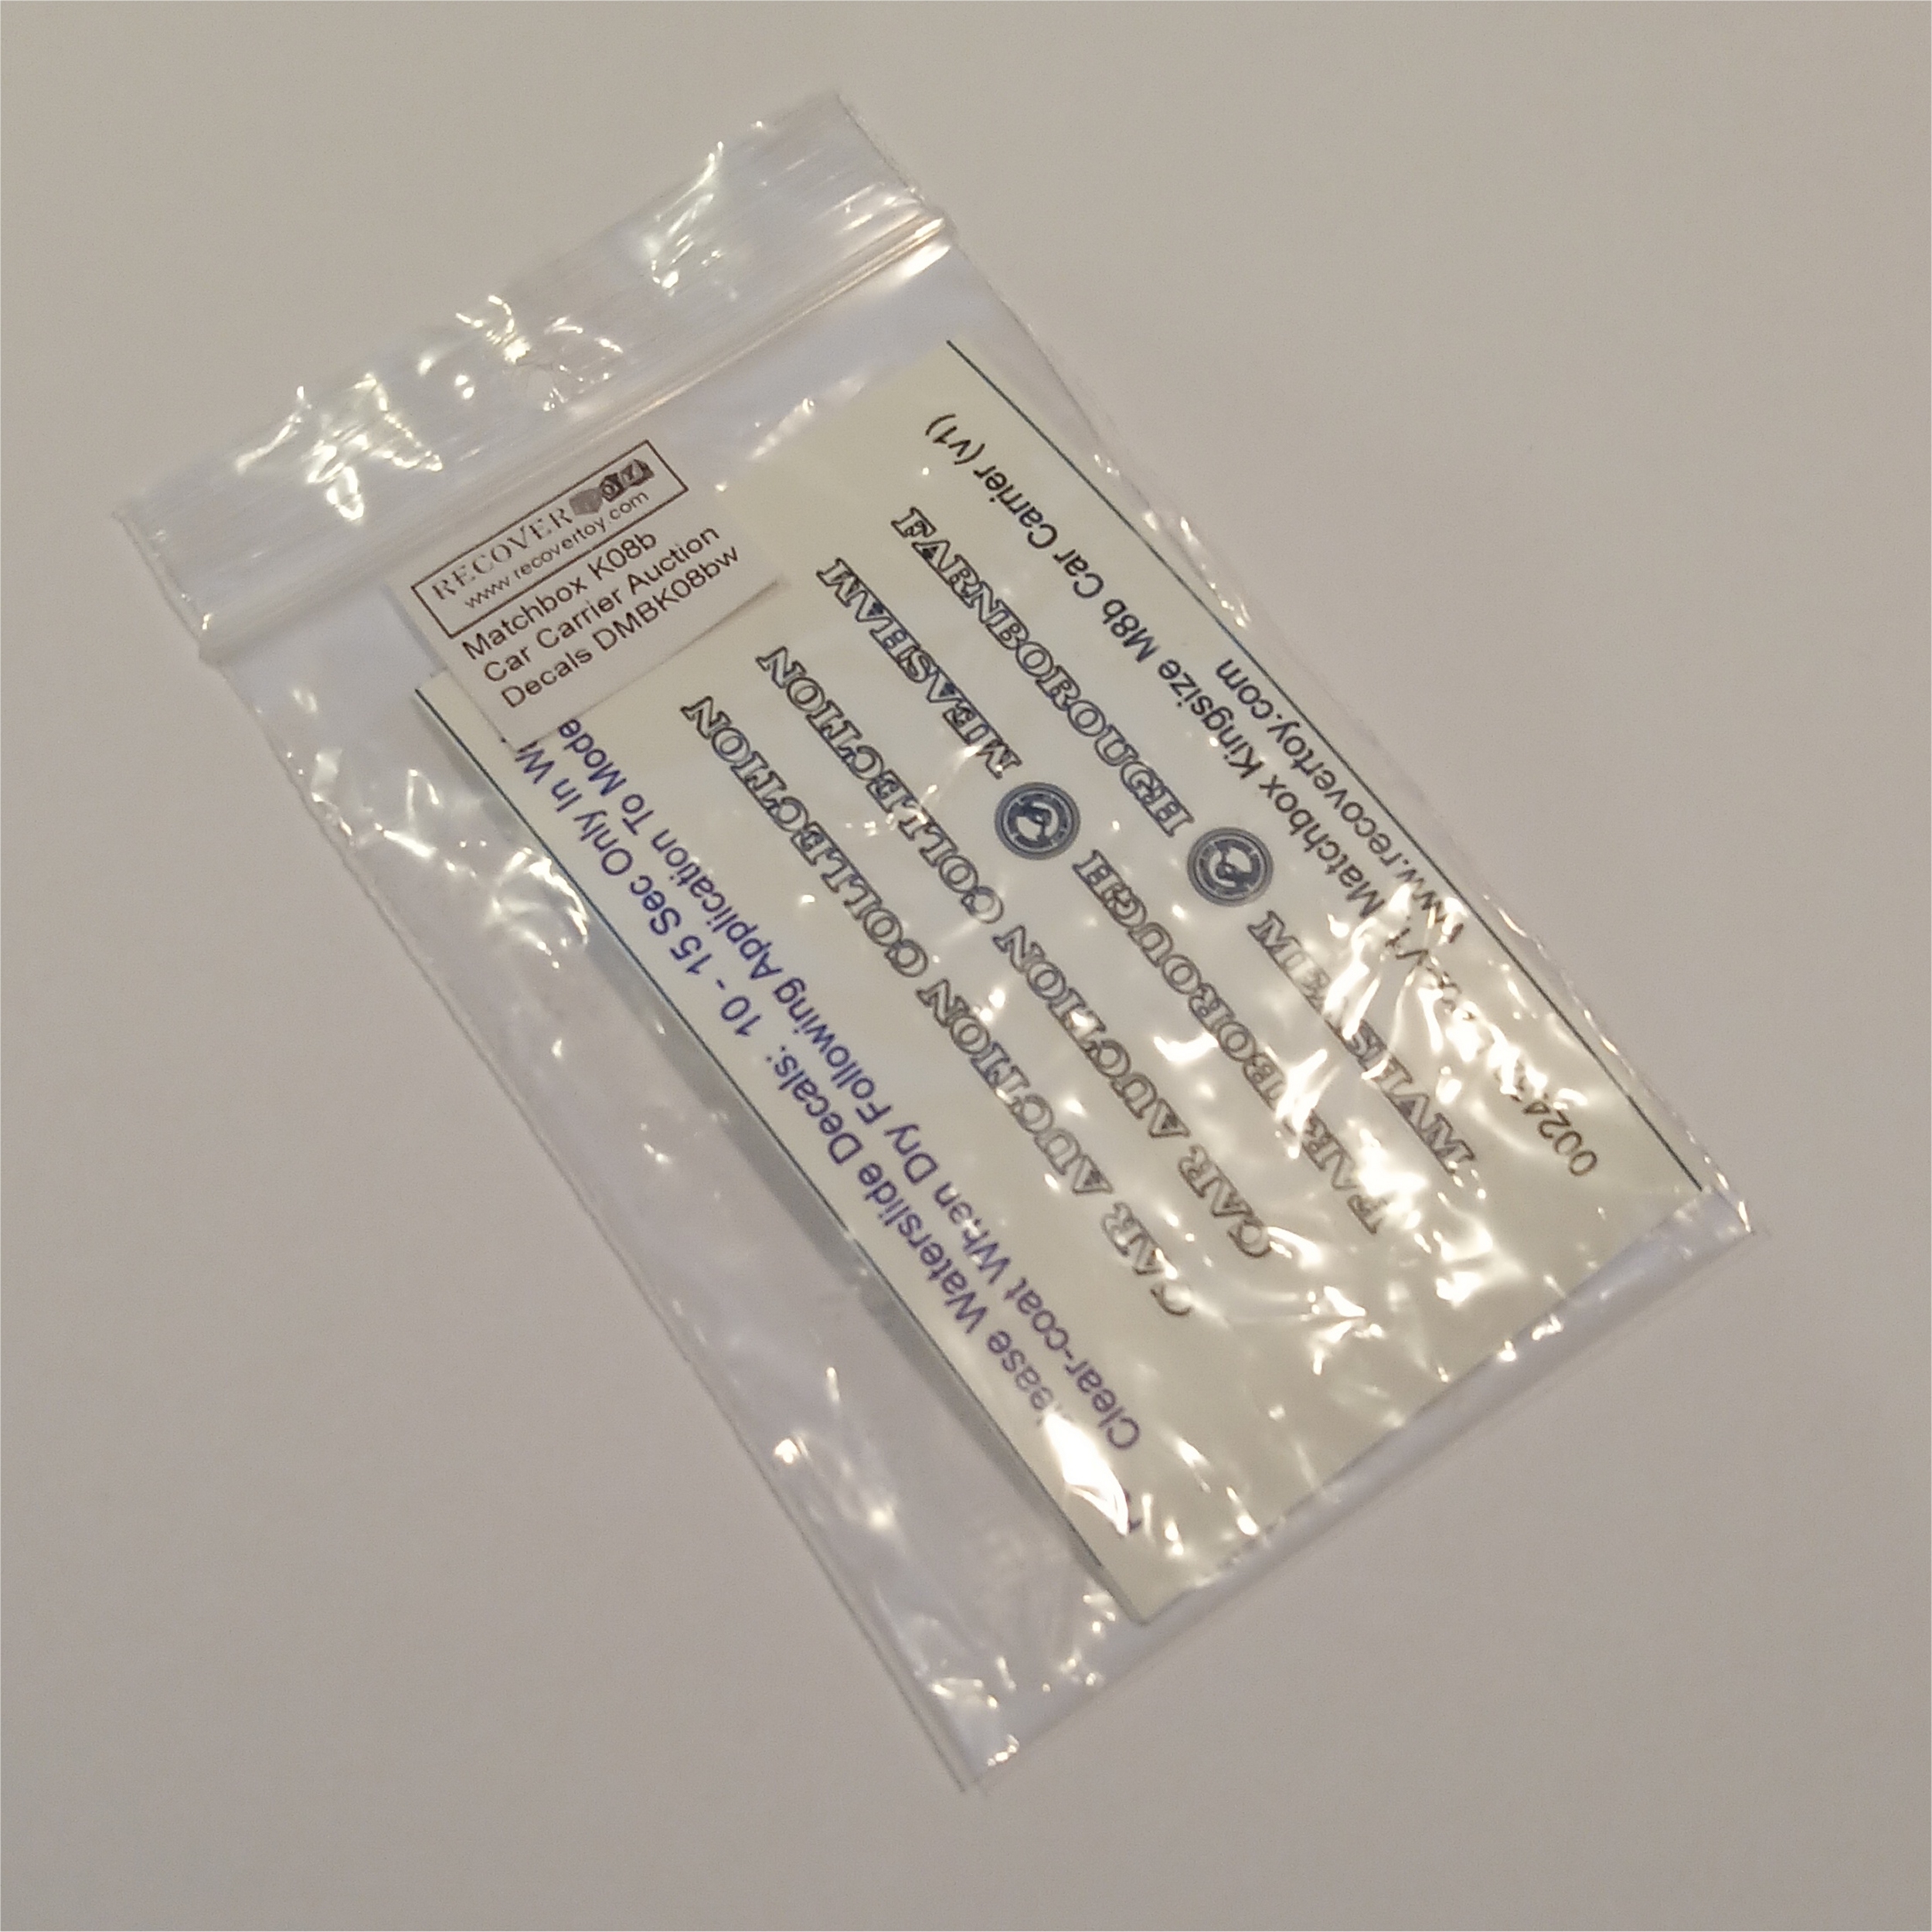 RECOVER TOY
www.recovertoy.com
Matchbox K08b
Car Carrier Auction
Decals DMBK08bw
Matchbox Kingsize M8b Car Carrier (v1)
www.recovertoy.com
FARNBOROUGH
MEASHAM
FARNBOROUGH
MEASHAM
CAR AUCTION COLLECTION
CAR AUCTION COLLECTION
Clear-coat When Dry Following Application To Mode
ease Waterslide Decals: 10 - 15 Sec Only In W